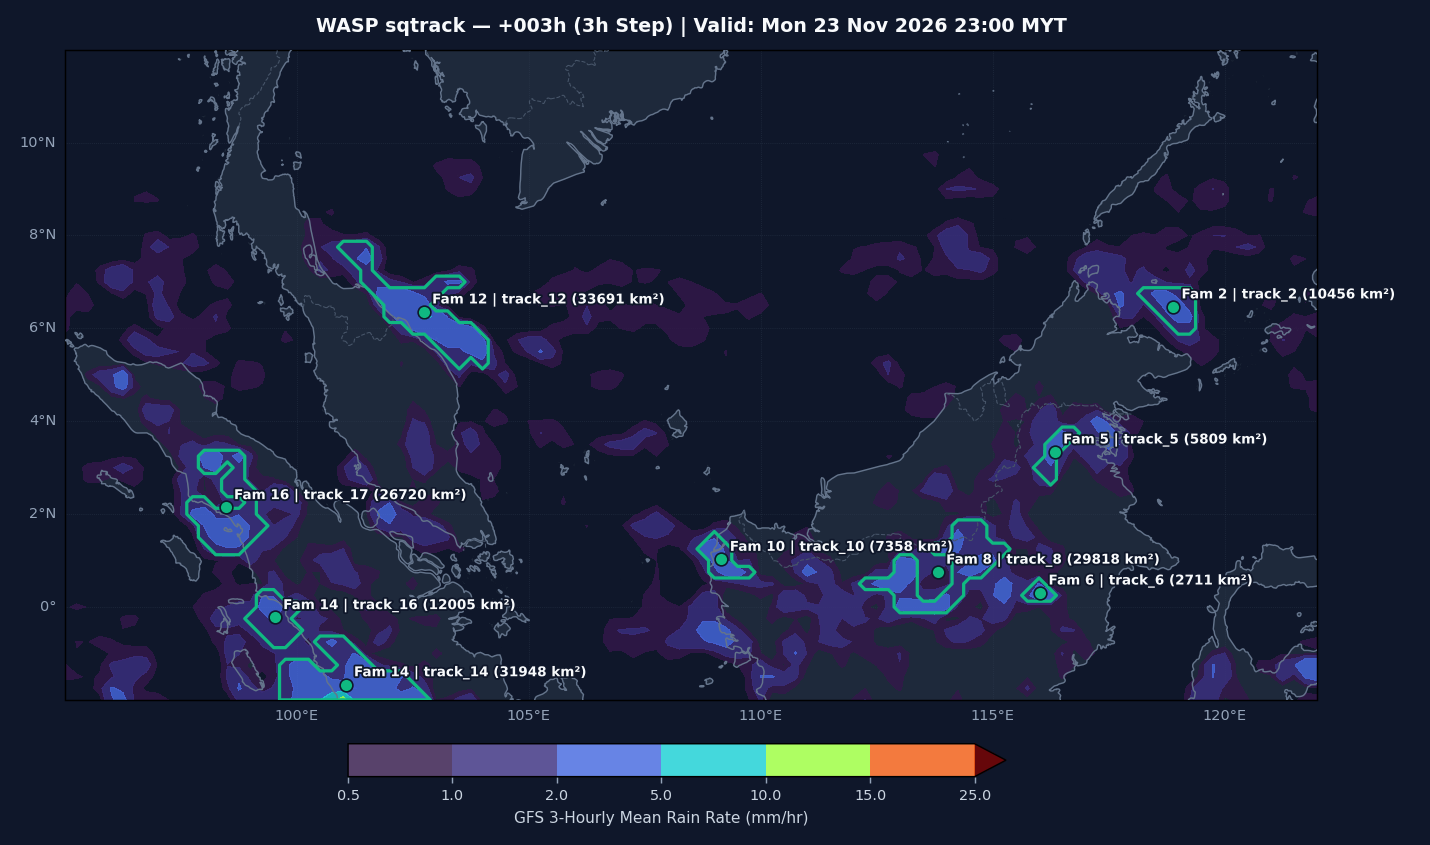 WASP sqtrack — +003h (3h Step) | Valid: Mon 23 Nov 2026 23:00 MYT
10°N
8°N
6°N
4°N
2°N
0°
Fam 2 | track_2 (10456 km²)
Fam 12 | track_12 (33691 km²)
Fam 5 | track_5 (5809 km²)
Fam 16 | track_17 (26720 km²)
Fam 10 | track_10 (7358 km²)
Fam 8 | track_8 (29818 km²)
Fam 6 | track_6 (2711 km²)
Fam 14 | track_16 (12005 km²)
Fam 14 | track_14 (31948 km²)
100°E 105°E 110°E 115°E 120°E
0.5 1.0 2.0 5.0 10.0 15.0 25.0
GFS 3-Hourly Mean Rain Rate (mm/hr)